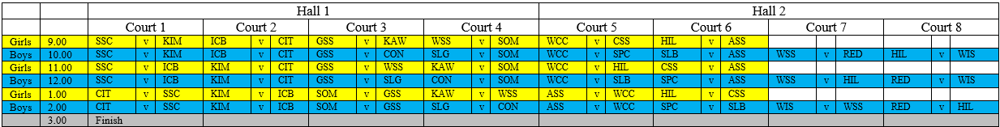 Hall 1 Hall 2
Court 1 Court 2 Court 3 Court 4 Court 5 Court 6 Court 7 Court 8
Girls 9.00 SSC v KIM ICB v CIT GSS v KAW WSS v SOM WCC v CSS HIL v ASS
Boys 10.00 SSC v KIM ICB v CIT GSS v CON SLG v SOM WCC v SPC SLB v ASS WSS v RED HIL v WIS
Girls 11.00 SSC v ICB KIM v CIT GSS v WSS KAW v SOM WCC v HIL CSS v ASS
Boys 12.00 SSC v ICB KIM v CIT GSS v SLG CON v SOM WCC v SLB SPC v ASS WSS v HIL RED v WIS
Girls 1.00 CIT v SSC KIM v ICB SOM v GSS KAW v WSS ASS v WCC HIL v CSS
Boys 2.00 CIT v SSC KIM v ICB SOM v GSS SLG v CON ASS v WCC SPC v SLB WIS v WSS RED v HIL
3.00 Finish